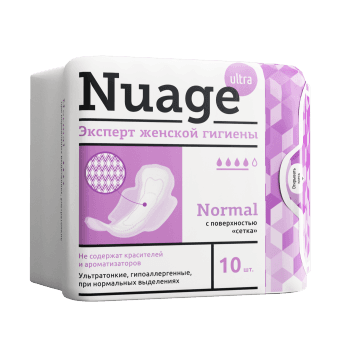 Nuage
ultra
Эксперт женской гигиены
Normal
с поверхностью
«сетка»
Не содержат красителей
и ароматизаторов
Ультратонкие, гипоаллергенные,
при нормальных выделениях
10 шт.